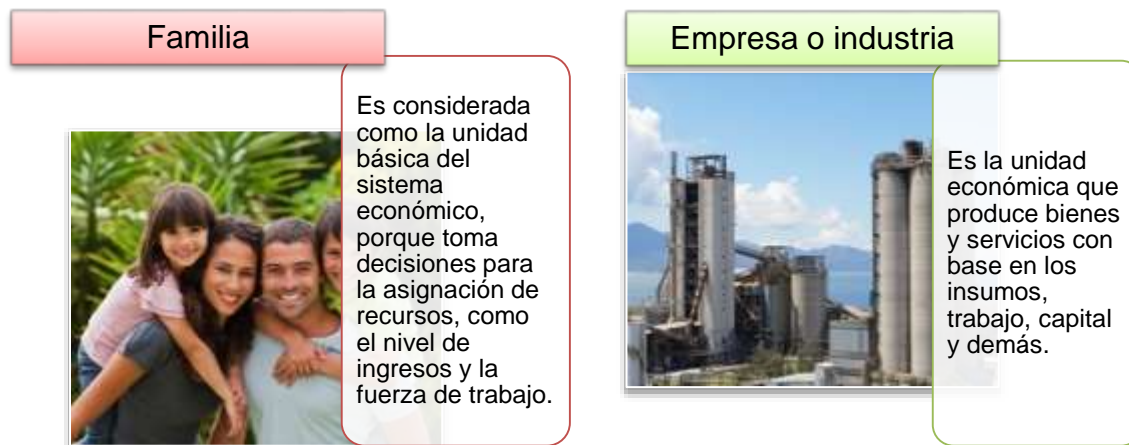 Familia
Es considerada
como la unidad
básica del
sistema
económico,
porque toma
decisiones para
la asignación de
recursos, como
el nivel de
ingresos y la
fuerza de trabajo.
Empresa o industria
Es la unidad
económica que
produce bienes
y servicios con
base en los
insumos,
trabajo, capital
y demás.